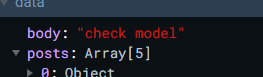 data
body: "check model"
posts: Array[5]
0: Object